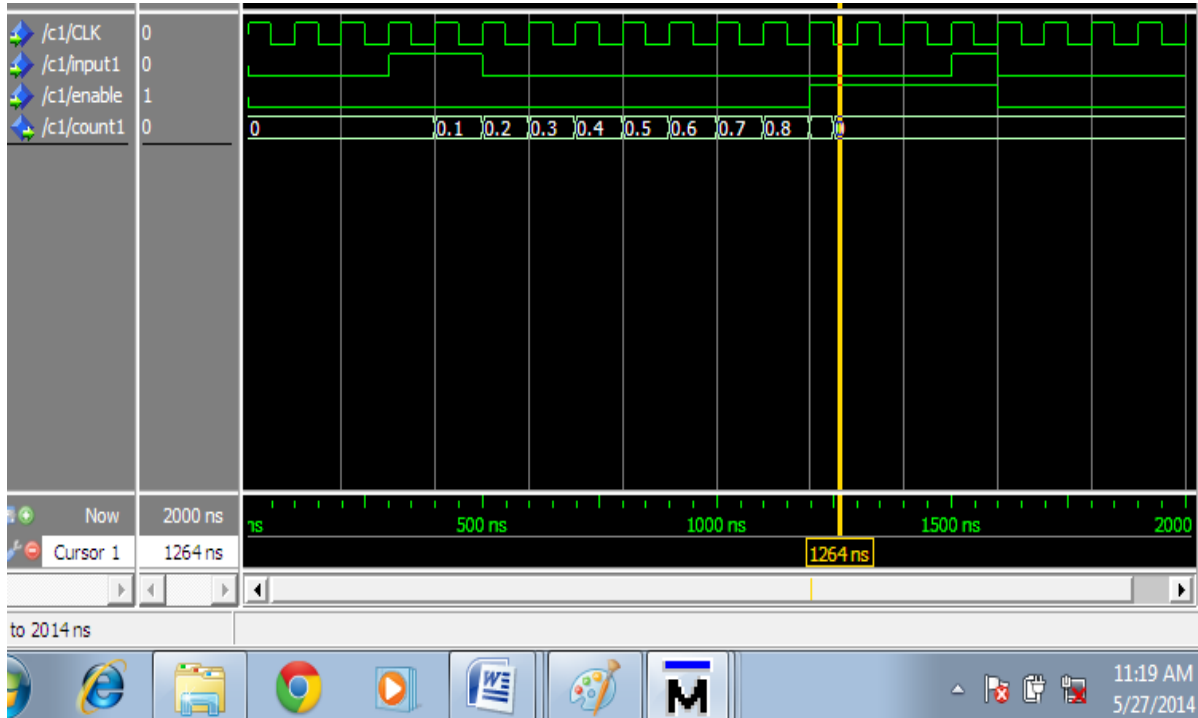 /c1/CLK 0
/c1/input1 0
/c1/enable 1
/c1/count1 0 0 0.1 0.2 0.3 0.4 0.5 0.6 0.7 0.8
Now 2000 ns ns 500 ns 1000 ns 1500 ns 2000
Cursor 1 1264 ns 1264 ns
to 2014 ns
W
M
11:19 AM
5/27/2014